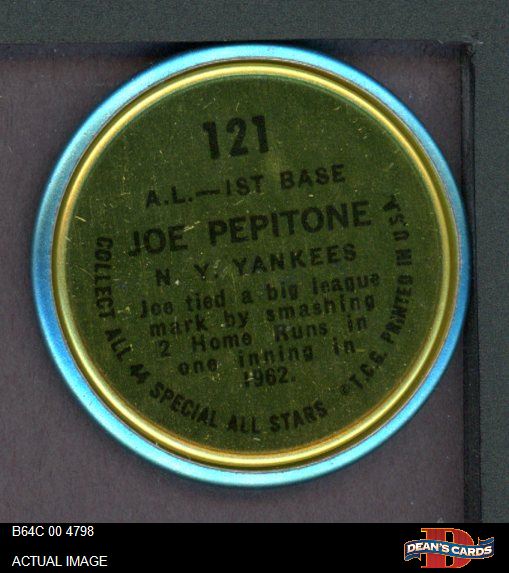 121
A.L.—1ST BASE
JOE PEPITONE
N. Y. YANKEES
Joe tied a big league
mark by smashing
2 Home Runs in
one inning in
1962.
COLLECT ALL 44 SPECIAL ALL STARS
© T.C.G. PRINTED IN U.S.A.
B64C 00 4798
ACTUAL IMAGE
D
DEAN'S CARDS